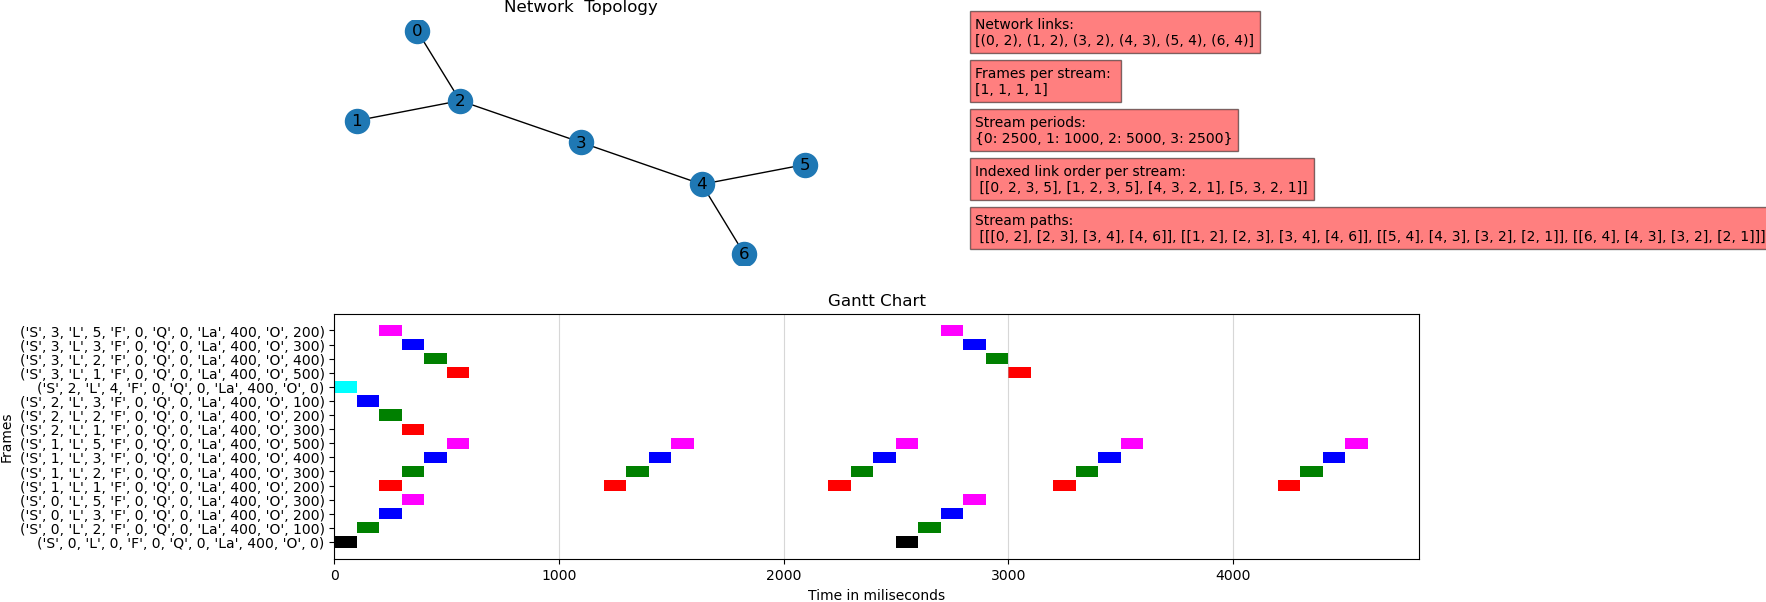 Network  Topology
0
2
1
3
5
4
6
Network links:
[(0, 2), (1, 2), (3, 2), (4, 3), (5, 4), (6, 4)]
Frames per stream:
[1, 1, 1, 1]
Stream periods:
{0: 2500, 1: 1000, 2: 5000, 3: 2500}
Indexed link order per stream:
[[0, 2, 3, 5], [1, 2, 3, 5], [4, 3, 2, 1], [5, 3, 2, 1]]
Stream paths:
[[[0, 2], [2, 3], [3, 4], [4, 6]], [[1, 2], [2, 3], [3, 4], [4, 6]], [[5, 4], [4, 3], [3, 2], [2, 1]], [[6, 4], [4, 3], [3, 2], [2, 1]]]
Gantt Chart
Frames
('S', 3, 'L', 5, 'F', 0, 'Q', 0, 'La', 400, 'O', 200)
('S', 3, 'L', 3, 'F', 0, 'Q', 0, 'La', 400, 'O', 300)
('S', 3, 'L', 2, 'F', 0, 'Q', 0, 'La', 400, 'O', 400)
('S', 3, 'L', 1, 'F', 0, 'Q', 0, 'La', 400, 'O', 500)
('S', 2, 'L', 4, 'F', 0, 'Q', 0, 'La', 400, 'O', 0)
('S', 2, 'L', 3, 'F', 0, 'Q', 0, 'La', 400, 'O', 100)
('S', 2, 'L', 2, 'F', 0, 'Q', 0, 'La', 400, 'O', 200)
('S', 2, 'L', 1, 'F', 0, 'Q', 0, 'La', 400, 'O', 300)
('S', 1, 'L', 5, 'F', 0, 'Q', 0, 'La', 400, 'O', 500)
('S', 1, 'L', 3, 'F', 0, 'Q', 0, 'La', 400, 'O', 400)
('S', 1, 'L', 2, 'F', 0, 'Q', 0, 'La', 400, 'O', 300)
('S', 1, 'L', 1, 'F', 0, 'Q', 0, 'La', 400, 'O', 200)
('S', 0, 'L', 5, 'F', 0, 'Q', 0, 'La', 400, 'O', 300)
('S', 0, 'L', 3, 'F', 0, 'Q', 0, 'La', 400, 'O', 200)
('S', 0, 'L', 2, 'F', 0, 'Q', 0, 'La', 400, 'O', 100)
('S', 0, 'L', 0, 'F', 0, 'Q', 0, 'La', 400, 'O', 0)
0 1000 2000 3000 4000
Time in miliseconds